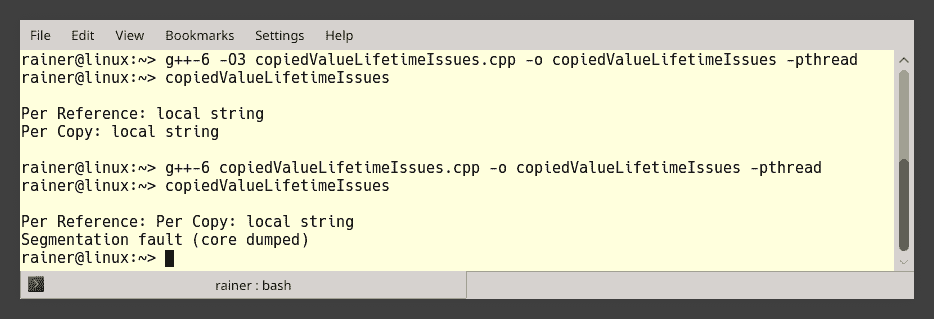 File Edit View Bookmarks Settings Help
rainer@linux:~> g++-6 -O3 copiedValueLifetimeIssues.cpp -o copiedValueLifetimeIssues -pthread
rainer@linux:~> copiedValueLifetimeIssues
Per Reference: local string
Per Copy: local string
rainer@linux:~> g++-6 copiedValueLifetimeIssues.cpp -o copiedValueLifetimeIssues -pthread
rainer@linux:~> copiedValueLifetimeIssues
Per Reference: Per Copy: local string
Segmentation fault (core dumped)
rainer@linux:~>
rainer : bash